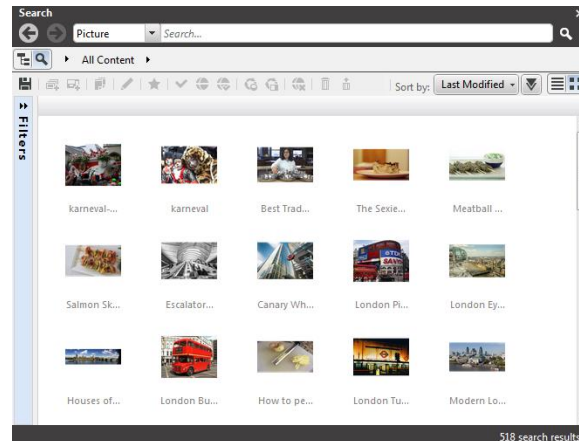 Search
Picture
Search...
All Content
Sort by: Last Modified
Filters
karneval-... karneval Best Trad... The Sexie... Meatball ...
Salmon Sk... Escalator... Canary Wh... London Pi... London Ey...
Houses of... London Bu... How to pe... London Tu... Modern Lo...
518 search results